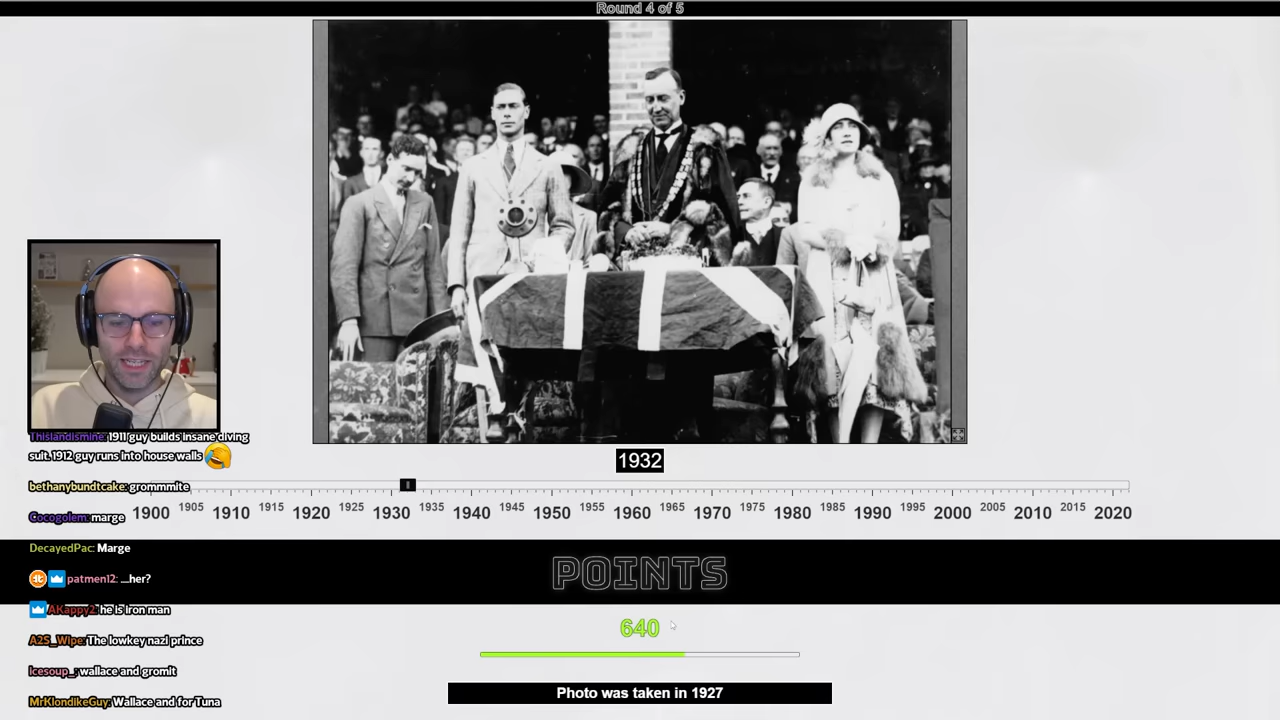 Round 4 of 5
1932
1900 1905 1910 1915 1920 1925 1930 1935 1940 1945 1950 1955 1960 1965 1970 1975 1980 1985 1990 1995 2000 2005 2010 2015 2020
POINTS
640
Photo was taken in 1927
Thislandismine: 1911 guy builds insane diving
suit. 1912 guy runs into house walls
bethanybundtcake: grommmite
Cocogolem: marge
DecayedPac: Marge
patmen12: ...her?
AKappy2: he is iron man
A2S_Wipe: The lowkey nazi prince
icesoup_: wallace and gromit
MrKlondikeGuy: Wallace and for Tuna